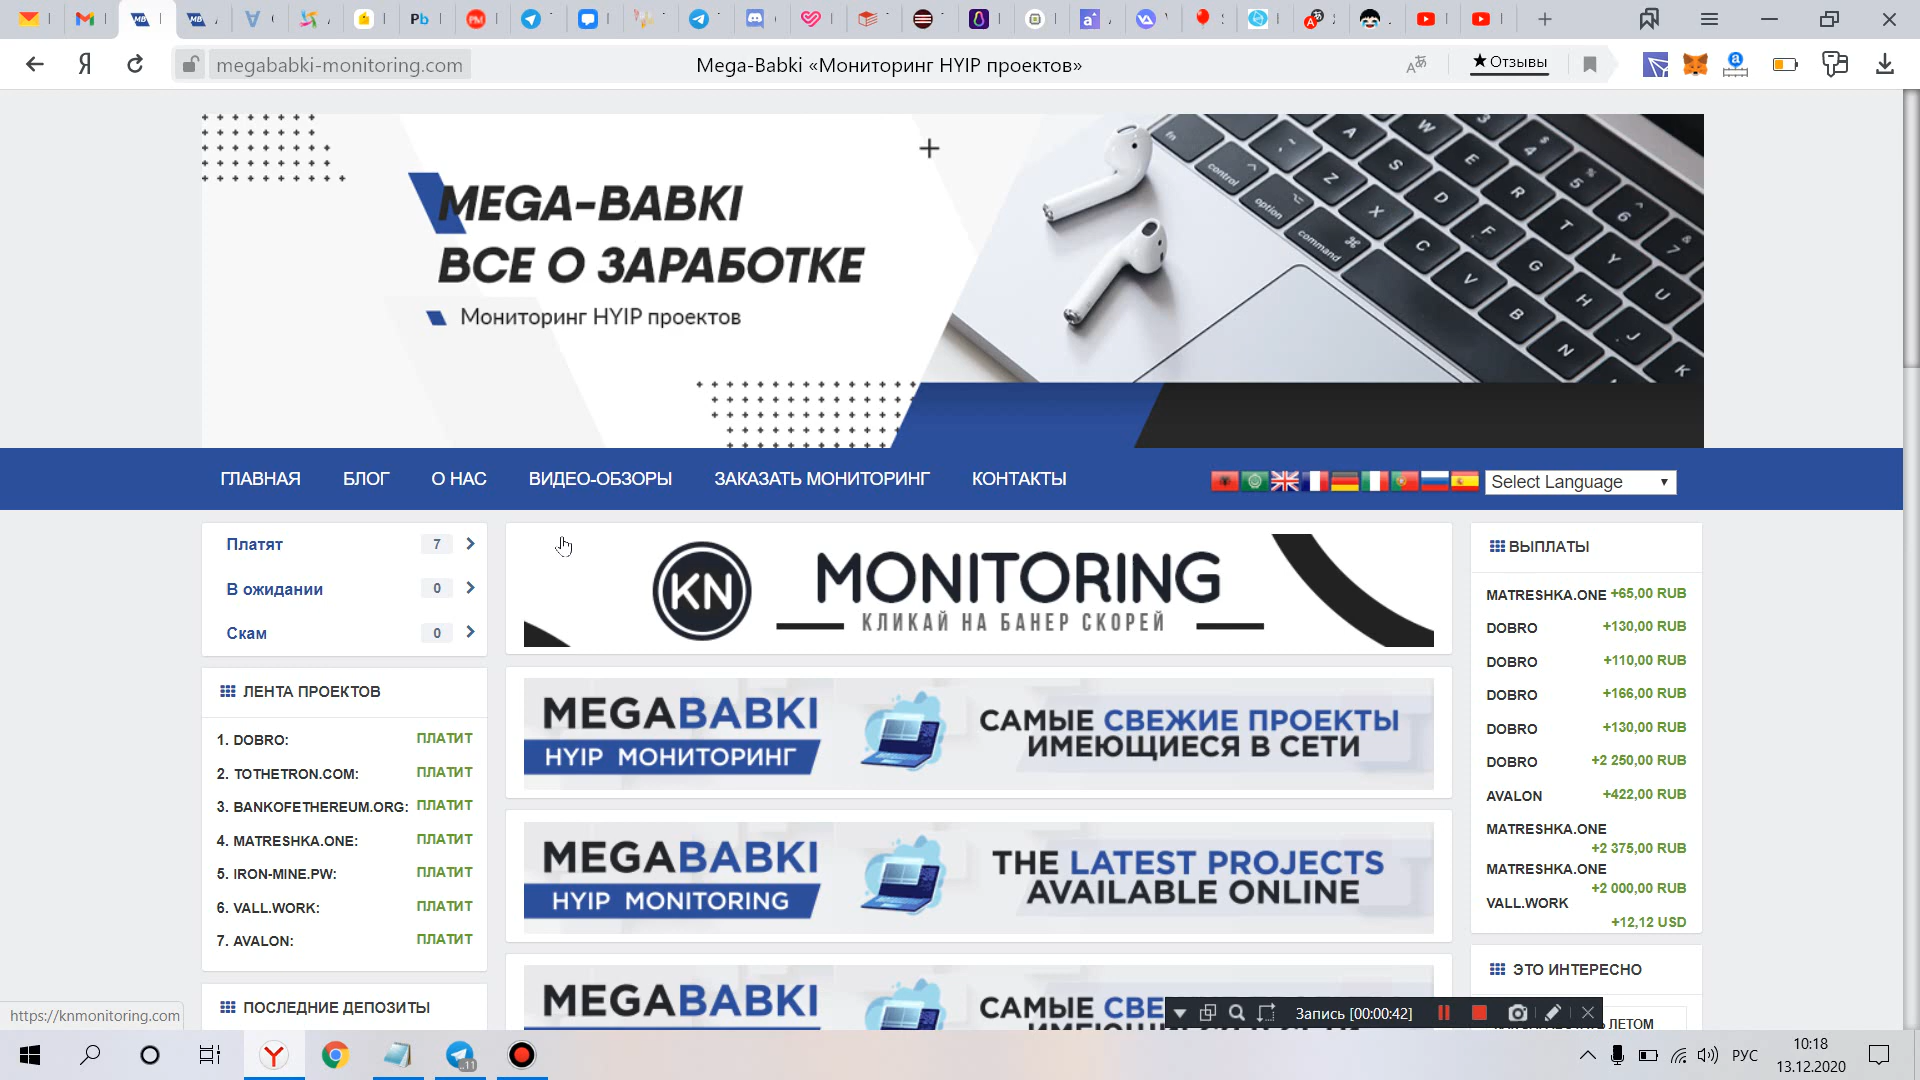 megababki-monitoring.com
Mega-Babki «Мониторинг HYIP проектов»
★ Отзывы
MEGA-BABKI
ВСЕ О ЗАРАБОТКЕ
Мониторинг HYIP проектов
ГЛАВНАЯ
БЛОГ
О НАС
ВИДЕО-ОБЗОРЫ
ЗАКАЗАТЬ МОНИТОРИНГ
КОНТАКТЫ
Select Language
Платят 7
В ожидании 0
Скам 0
ЛЕНТА ПРОЕКТОВ
1. DOBRO: ПЛАТИТ
2. TOTHETRON.COM: ПЛАТИТ
3. BANKOFETHEREUM.ORG: ПЛАТИТ
4. MATRESHKA.ONE: ПЛАТИТ
5. IRON-MINE.PW: ПЛАТИТ
6. VALL.WORK: ПЛАТИТ
7. AVALON: ПЛАТИТ
ПОСЛЕДНИЕ ДЕПОЗИТЫ
KN
MONITORING
КЛИКАЙ НА БАНЕР СКОРЕЙ
MEGABABKI
HYIP МОНИТОРИНГ
САМЫЕ СВЕЖИЕ ПРОЕКТЫ
ИМЕЮЩИЕСЯ В СЕТИ
MEGABABKI
HYIP MONITORING
THE LATEST PROJECTS
AVAILABLE ONLINE
MEGABABKI
САМЫЕ СВЕ
ВЫПЛАТЫ
MATRESHKA.ONE +65,00 RUB
DOBRO +130,00 RUB
DOBRO +110,00 RUB
DOBRO +166,00 RUB
DOBRO +130,00 RUB
DOBRO +2 250,00 RUB
AVALON +422,00 RUB
MATRESHKA.ONE
+2 375,00 RUB
MATRESHKA.ONE
+2 000,00 RUB
VALL.WORK
+12,12 USD
ЭТО ИНТЕРЕСНО
ЛЕТОМ
Запись [00:00:42]
https://knmonitoring.com
РУС
10:18
13.12.2020